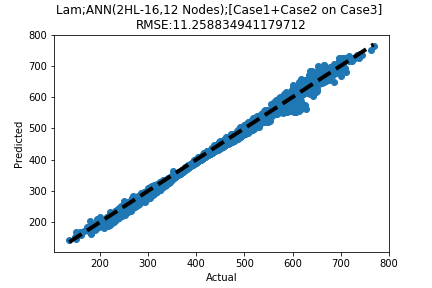 Lam;ANN(2HL-16,12 Nodes);[Case1+Case2 on Case3]
RMSE:11.258834941179712
800
700
600
500
400
300
200
Predicted
200 300 400 500 600 700 800
Actual